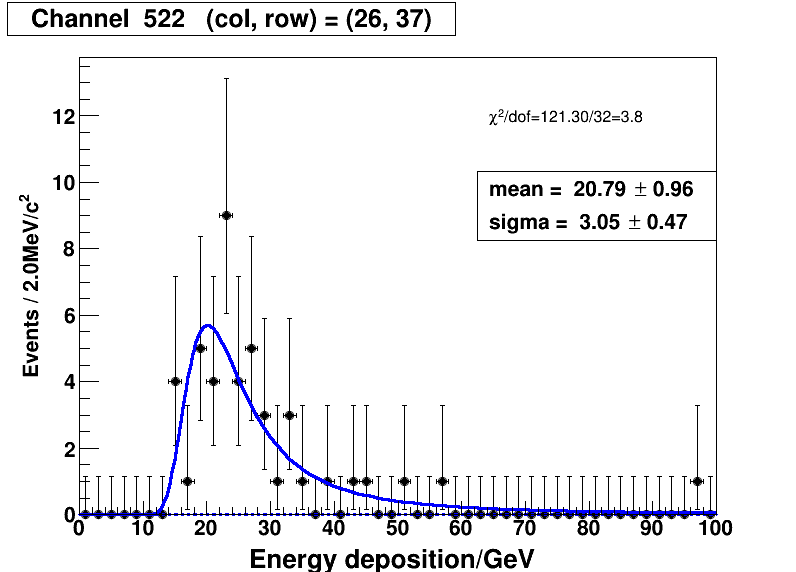 Channel  522   (col, row) = (26, 37)
χ²/dof=121.30/32=3.8
mean =  20.79 ± 0.96
sigma =  3.05 ± 0.47
Events / 2.0MeV/c²
12
10
8
6
4
2
0
0 10 20 30 40 50 60 70 80 90 100
Energy deposition/GeV